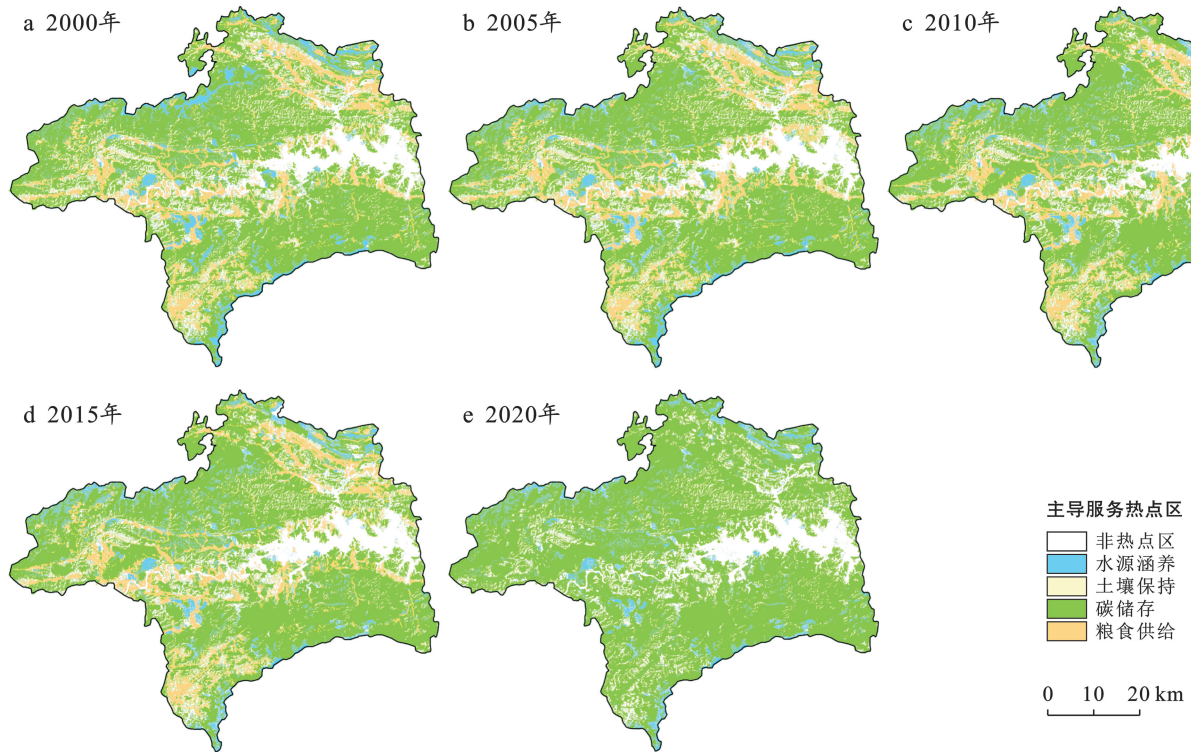 a 2000年
b 2005年
c 2010年
d 2015年
e 2020年
主导服务热点区
非热点区
水源涵养
土壤保持
碳储存
粮食供给
0 10 20 km